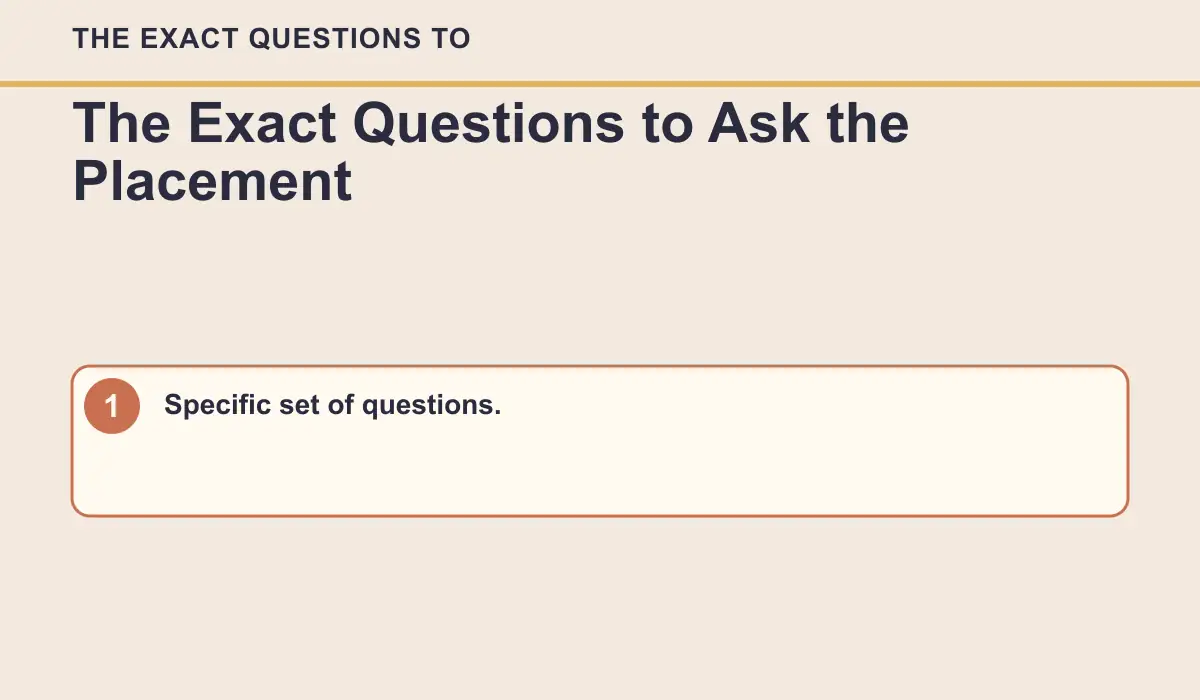 THE EXACT QUESTIONS TO
The Exact Questions to Ask the
Placement
1 Specific set of questions.